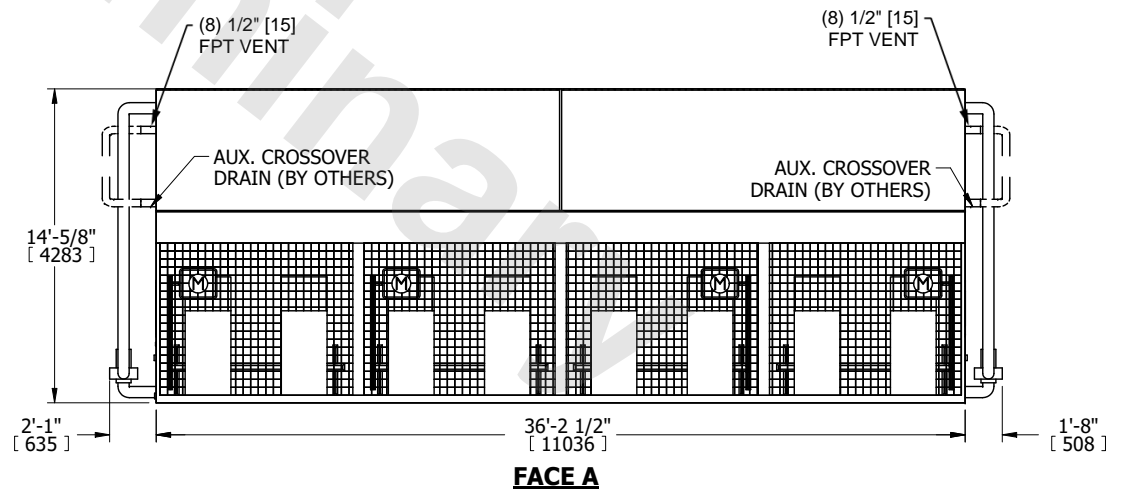 (8) 1/2" [15]
FPT VENT
(8) 1/2" [15]
FPT VENT
AUX. CROSSOVER
DRAIN (BY OTHERS)
AUX. CROSSOVER
DRAIN (BY OTHERS)
14'-5/8"
[ 4283 ]
M
M
M
M
2'-1"
[ 635 ]
36'-2 1/2"
[ 11036 ]
1'-8"
[ 508 ]
FACE A